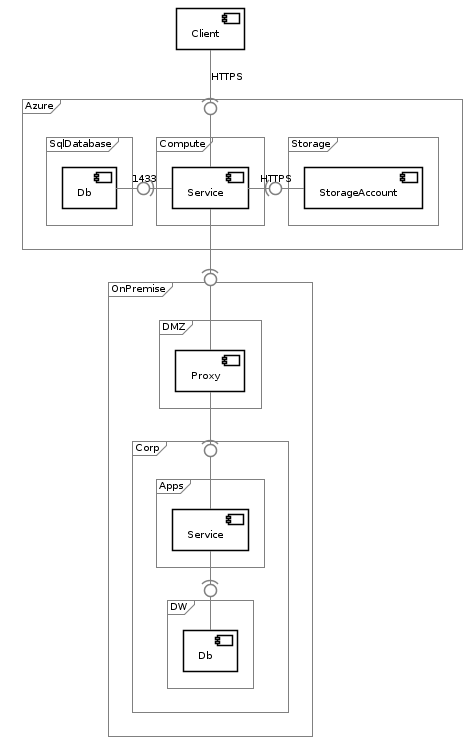 Client
HTTPS
Azure
SqlDatabase
Compute
Storage
Db
1433
Service
HTTPS
StorageAccount
OnPremise
DMZ
Proxy
Corp
Apps
Service
DW
Db